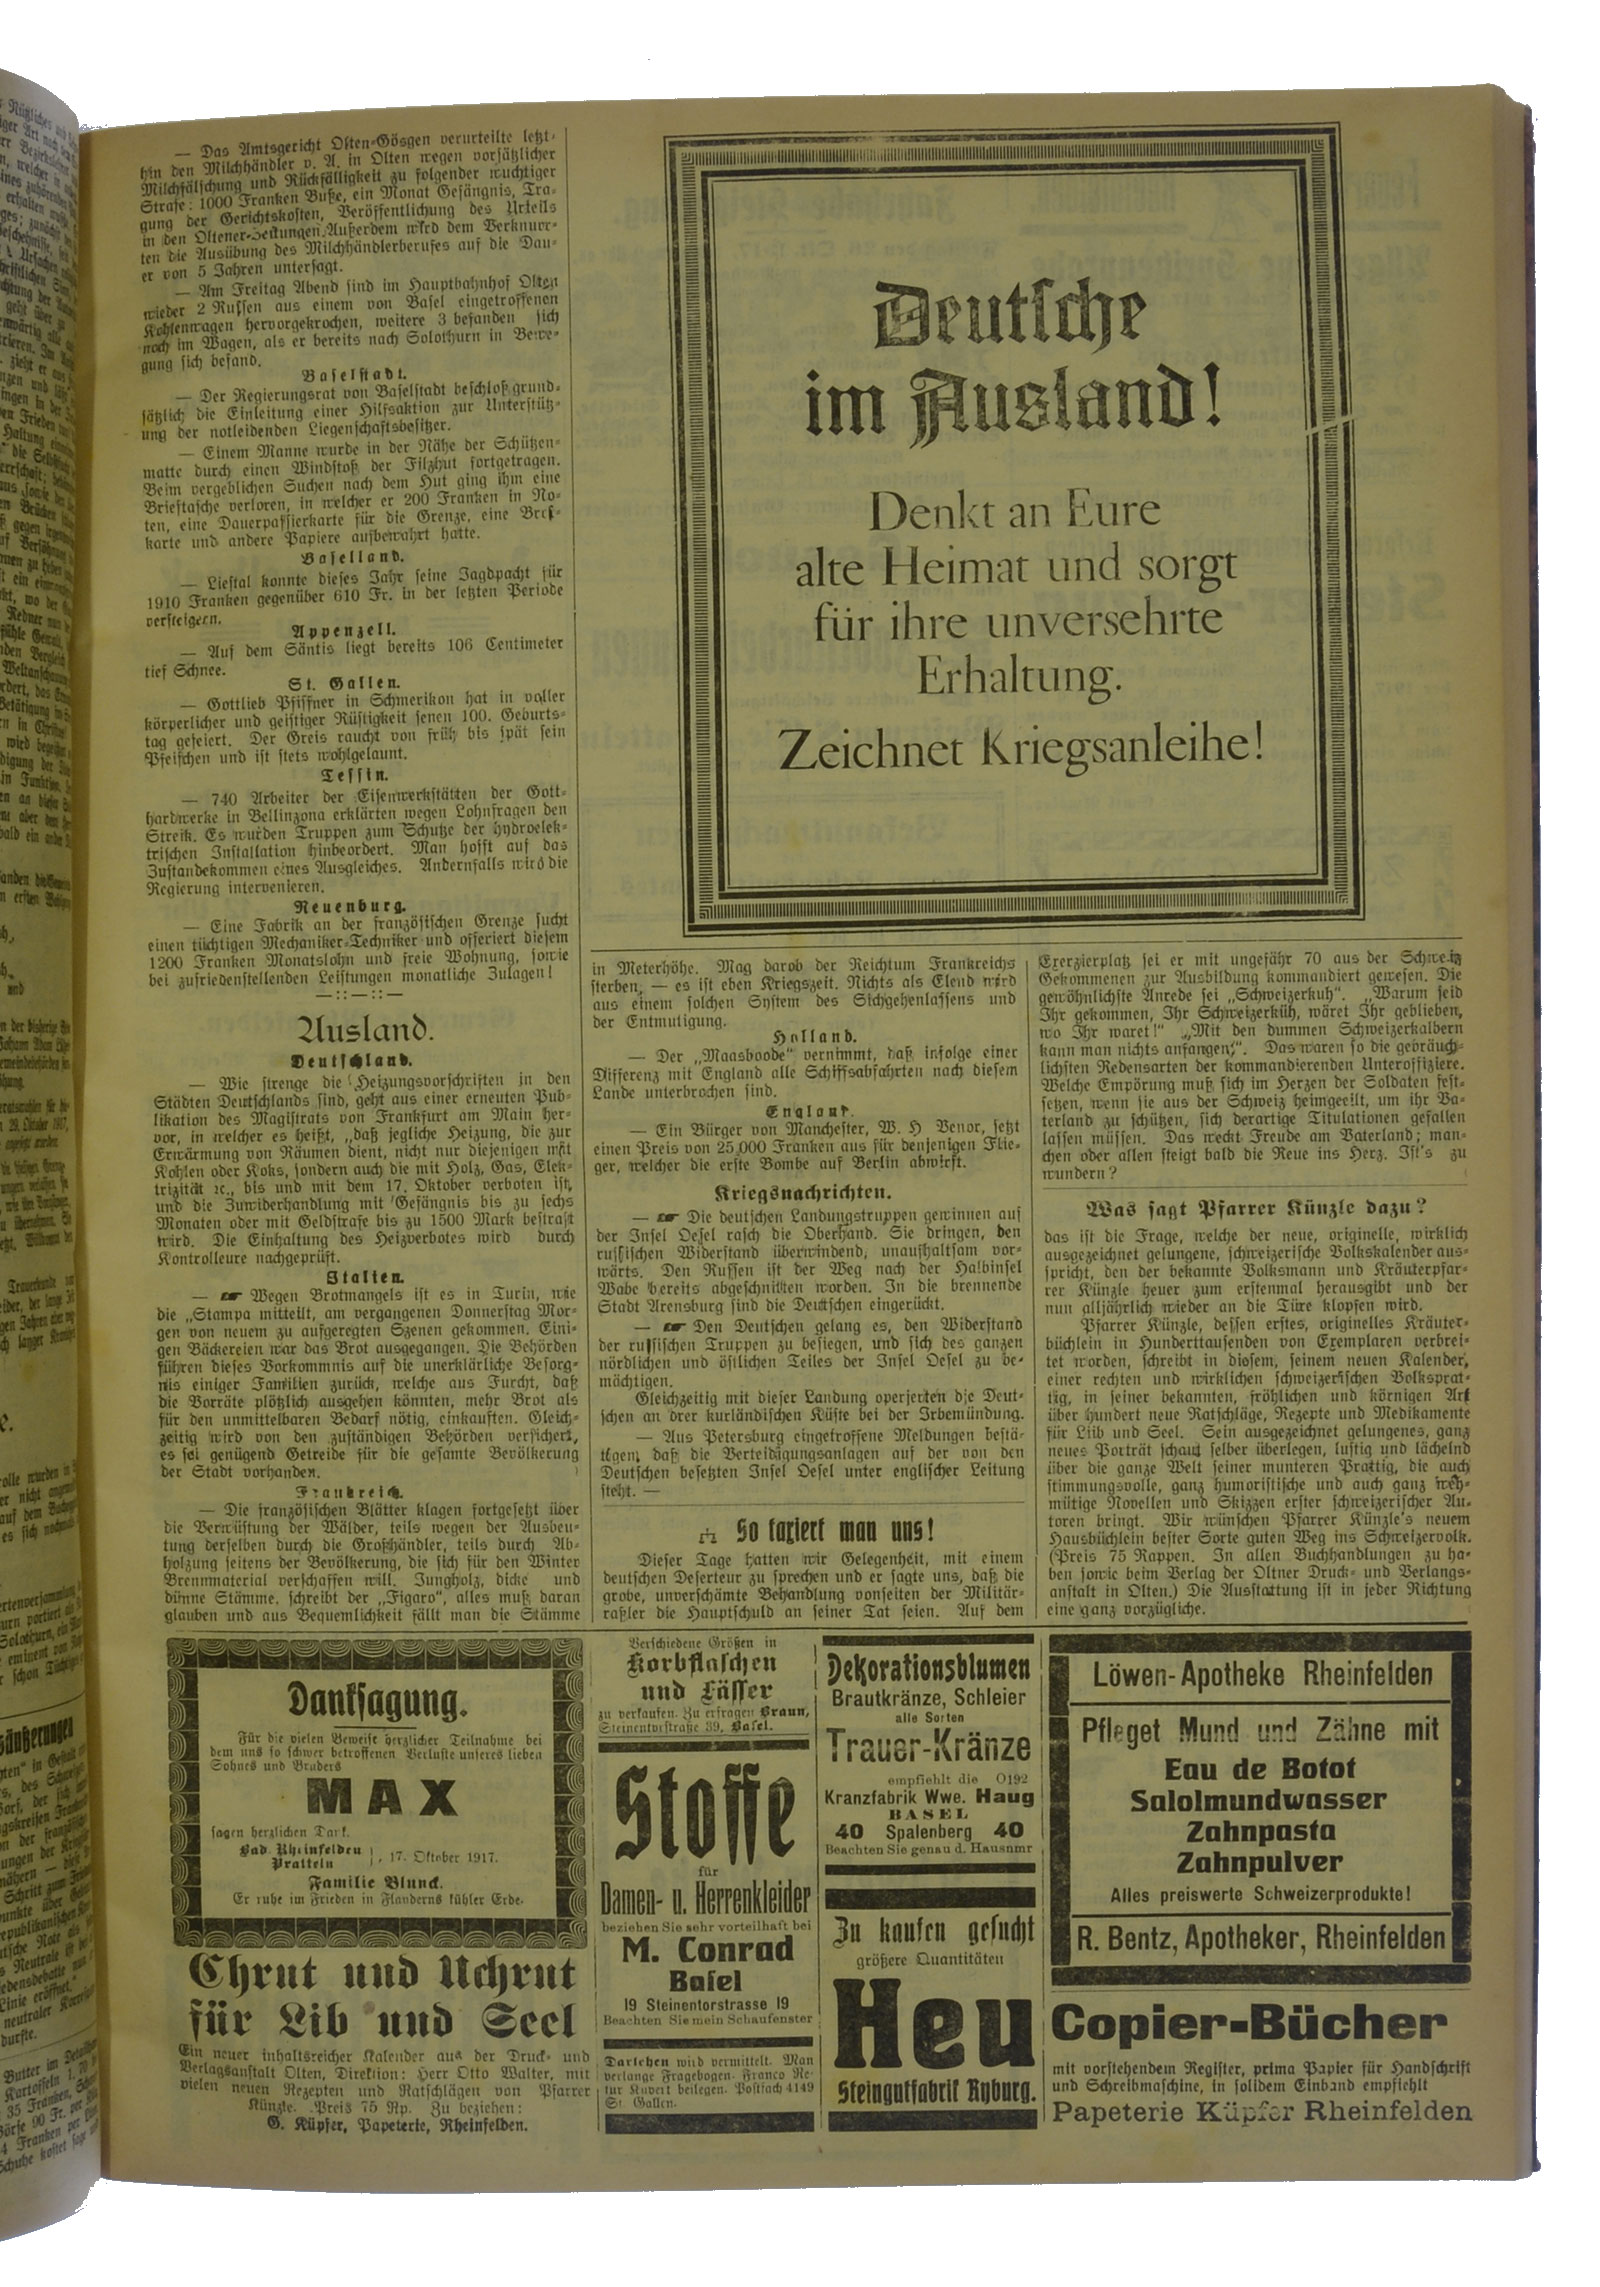 — Das Amtsgericht Olten-Gösgen verurteilte letzt-
hin den Milchhändler v. A. in Olten wegen vorsätzlicher
Milchfälschung und Rückfälligkeit zu folgender wuchtiger
Strafe: 1000 Franken Buße, ein Monat Gefängnis, Tra-
gung der Gerichtskosten, Veröffentlichung des Urteils
in den Oltener-Zeitungen. Außerdem wird dem Verknurr-
ten die Ausübung des Milchhändlerberufes auf die Dau-
er von 5 Jahren untersagt.
— Am Freitag Abend sind im Hauptbahnhof Olten
wieder 2 Russen aus einem von Basel eingetroffenen
Kohlenwagen hervorgekrochen, weitere 3 befanden sich
noch im Wagen, als er bereits nach Solothurn in Bewe-
gung sich befand.
Baselstadt.
— Der Regierungsrat von Baselstadt beschloß grund-
sätzlich die Einleitung einer Hilfsaktion zur Unterstütz-
ung der notleidenden Liegenschaftsbesitzer.
— Einem Manne wurde in der Nähe der Schützen-
matte durch einen Windstoß der Filzhut fortgetragen.
Beim vergeblichen Suchen nach dem Hut ging ihm eine
Brieftasche verloren, in welcher er 200 Franken in No-
ten, eine Dauerpassierkarte für die Grenze, eine Brot-
karte und andere Papiere aufbewahrt hatte.
Baselland.
— Liestal konnte dieses Jahr seine Jagdpacht für
1910 Franken gegenüber 610 Fr. in der letzten Periode
versteigern.
Appenzell.
— Auf dem Säntis liegt bereits 106 Centimeter
tief Schnee.
St. Gallen.
— Gottlieb Pfiffner in Schmerikon hat in voller
körperlicher und geistiger Rüstigkeit seinen 100. Geburts-
tag gefeiert. Der Greis raucht von früh bis spät sein
Pfeifchen und ist stets wohlgelaunt.
Tessin.
— 740 Arbeiter der Eisenwerkstätten der Gott-
hardwerke in Bellinzona erklärten wegen Lohnfragen den
Streik. Es wurden Truppen zum Schutze der hydroelek-
trischen Installation hinbeordert. Man hofft auf das
Zustandekommen eines Ausgleiches. Andernfalls wird die
Regierung intervenieren.
Neuenburg.
— Eine Fabrik an der französischen Grenze sucht
einen tüchtigen Mechaniker-Techniker und offeriert diesem
1200 Franken Monatslohn und freie Wohnung, sowie
bei zufriedenstellenden Leistungen monatliche Zulagen!
—::—::—
Ausland.
Deutschland.
— Wie strenge die Heizungsvorschriften in den
Städten Deutschlands sind, geht aus einer erneuten Pub-
likation des Magistrats von Frankfurt am Main her-
vor, in welcher es heißt, „daß jegliche Heizung, die zur
Erwärmung von Räumen dient, nicht nur diejenigen mit
Kohlen oder Koks, sondern auch die mit Holz, Gas, Elek-
trizität ꝛc., bis und mit dem 17. Oktober verboten ist,
und die Zuwiderhandlung mit Gefängnis bis zu sechs
Monaten oder mit Geldstrafe bis zu 1500 Mark bestraft
wird. Die Einhaltung des Heizverbotes wird durch
Kontrolleure nachgeprüft.
Italien.
— ☛ Wegen Brotmangels ist es in Turin, wie
die „Stampa mitteilt, am vergangenen Donnerstag Mor-
gen von neuem zu aufgeregten Szenen gekommen. Eini-
gen Bäckereien war das Brot ausgegangen. Die Behörden
führen dieses Vorkommnis auf die unerklärliche Besorg-
nis einiger Familien zurück, welche aus Furcht, daß
die Vorräte plötzlich ausgehen könnten, mehr Brot als
für den unmittelbaren Bedarf nötig, einkauften. Gleich-
zeitig wird von den zuständigen Behörden versichert,
es sei genügend Getreide für die gesamte Bevölkerung
der Stadt vorhanden.
Frankreich.
— Die französischen Blätter klagen fortgesetzt über
die Verwüstung der Wälder, teils wegen der Ausbeu-
tung derselben durch die Großhändler, teils durch Ab-
holzung seitens der Bevölkerung, die sich für den Winter
Brennmaterial verschaffen will. Jungholz, dicke und
dünne Stämme, schreibt der „Figaro“, alles muß daran
glauben und aus Bequemlichkeit fällt man die Stämme
Deutsche
im Ausland!
Denkt an Eure
alte Heimat und sorgt
für ihre unversehrte
Erhaltung.
Zeichnet Kriegsanleihe!
in Meterhöhe. Mag darob der Reichtum Frankreichs
sterben, — es ist eben Kriegszeit. Nichts als Elend wird
aus einem solchen System des Sichgehenlassens und
der Entmutigung.
Holland.
— Der „Maasboode“ vernimmt, daß infolge einer
Differenz mit England alle Schiffsabfahrten nach diesem
Lande unterbrochen sind.
England.
— Ein Bürger von Manchester, W. H Venor, setzt
einen Preis von 25,000 Franken aus für denjenigen Flie-
ger, welcher die erste Bombe auf Berlin abwirft.
Kriegsnachrichten.
— ☛ Die deutschen Landungstruppen gewinnen auf
der Insel Oesel rasch die Oberhand. Sie dringen, den
russischen Widerstand überwindend, unaufhaltsam vor-
wärts. Den Russen ist der Weg nach der Halbinsel
Wabe bereits abgeschnitten worden. In die brennende
Stadt Arensburg sind die Deutschen eingerückt.
— ☛ Den Deutschen gelang es, den Widerstand
der russischen Truppen zu besiegen, und sich des ganzen
nördlichen und östlichen Teiles der Insel Oesel zu be-
mächtigen.
Gleichzeitig mit dieser Landung operierten die Deut-
schen an drer kurländischen Küste bei der Irbemündung.
— Aus Petersburg eingetroffene Meldungen bestä-
tigen, daß die Verteidigungsanlagen auf der von den
Deutschen besetzten Insel Oesel unter englischer Leitung
steht. —
So taxiert man uns!
Dieser Tage hatten wir Gelegenheit, mit einem
deutschen Deserteur zu sprechen und er sagte uns, daß die
grobe, unverschämte Behandlung vonseiten der Militär-
raßler die Hauptschuld an seiner Tat seien. Auf dem
Exerzierplatz sei er mit ungefähr 70 aus der Schweiz
Gekommenen zur Ausbildung kommandiert gewesen. Die
gewöhnlichste Anrede sei „Schweizerkuh“. „Warum seid
Ihr gekommen, Ihr Schweizerküh, wäret Ihr geblieben,
wo Ihr waret!“ „Mit den dummen Schweizerkalbern
kann man nichts anfangen!“. Das waren so die gebräuch-
lichsten Redensarten der kommandierenden Unteroffiziere.
Welche Empörung muß sich im Herzen der Soldaten fest-
setzen, wenn sie aus der Schweiz heimgeeilt, um ihr Va-
terland zu schützen, sich derartige Titulationen gefallen
lassen müssen. Das weckt Freude am Vaterland; man-
chen oder allen steigt bald die Reue ins Herz. Ist's zu
wundern?
Was sagt Pfarrer Künzle dazu?
das ist die Frage, welche der neue, originelle, wirklich
ausgezeichnet gelungene, schweizerische Volkskalender aus-
spricht, den der bekannte Volksmann und Kräuterpfar-
rer Künzle heuer zum erstenmal herausgibt und der
nun alljährlich wieder an die Türe klopfen wird.
Pfarrer Künzle, dessen erstes, originelles Kräuter-
büchlein in Hunderttausenden von Exemplaren verbrei-
tet worden, schreibt in diesem, seinem neuen Kalender,
einer rechten und wirklichen schweizerischen Volksprat-
tig, in seiner bekannten, fröhlichen und körnigen Art
über hundert neue Ratschläge, Rezepte und Medikamente
für Liib und Seel. Sein ausgezeichnet gelungenes, ganz
neues Porträt schaut selber überlegen, lustig und lächelnd
über die ganze Welt seiner munteren Prattig, die auch
stimmungsvolle, ganz humoristische und auch ganz weh-
mütige Novellen und Skizzen erster schweizerischer Au-
toren bringt. Wir wünschen Pfarrer Künzle's neuem
Hausbüchlein bester Sorte guten Weg ins Schweizervolk.
(Preis 75 Rappen. In allen Buchhandlungen zu ha-
ben sowie beim Verlag der Oltner Druck- und Verlags-
anstalt in Olten.) Die Ausstattung ist in jeder Richtung
eine ganz vorzügliche.
Danksagung.
Für die vielen Beweise herzlicher Teilnahme bei
dem uns so schwer betroffenen Verluste unseres lieben
Sohnes und Bruders
MAX
sagen herzlichen Dank.
Bad Rheinfelden
Pratteln
, 17. Oktober 1917.
Familie Blunck.
Er ruhe im Frieden in Flanderns kühler Erde.
Chrut und Uchrut
für Lib und Seel
Ein neuer inhaltsreicher Kalender aus der Druck- und
Verlagsanstalt Olten, Direktion: Herr Otto Walter, mit
vielen neuen Rezepten und Ratschlägen von Pfarrer
Künzle. Preis 75 Rp. Zu beziehen:
G. Küpfer, Papeterie, Rheinfelden.
Verschiedene Größen in
Korbflaschen
und Fässer
zu verkaufen. Zu erfragen Braun,
Steinentorstraße 39, Basel.
Stoffe
für
Damen- u. Herrenkleider
beziehen Sie sehr vorteilhaft bei
M. Conrad
Basel
19 Steinentorstrasse 19
Beachten Sie mein Schaufenster
Darlehen wird vermittelt. Man
verlange Fragebogen. Franco Re-
tur Kuvert beilegen. Postfach 4149
St. Gallen.
Dekorationsblumen
Brautkränze, Schleier
alle Sorten
Trauer-Kränze
empfiehlt die O192
Kranzfabrik Wwe. Haug
BASEL
40 Spalenberg 40
Beachten Sie genau d. Hausnmr
Zu kaufen gesucht
größere Quantitäten
Heu
Steingutfabrik Ryburg.
Löwen-Apotheke Rheinfelden
Pfleget Mund und Zähne mit
Eau de Botot
Salolmundwasser
Zahnpasta
Zahnpulver
Alles preiswerte Schweizerprodukte!
R. Bentz, Apotheker, Rheinfelden
Copier-Bücher
mit vorstehendem Register, prima Papier für Handschrift
und Schreibmaschine, in solidem Einband empfiehlt
Papeterie Küpfer Rheinfelden